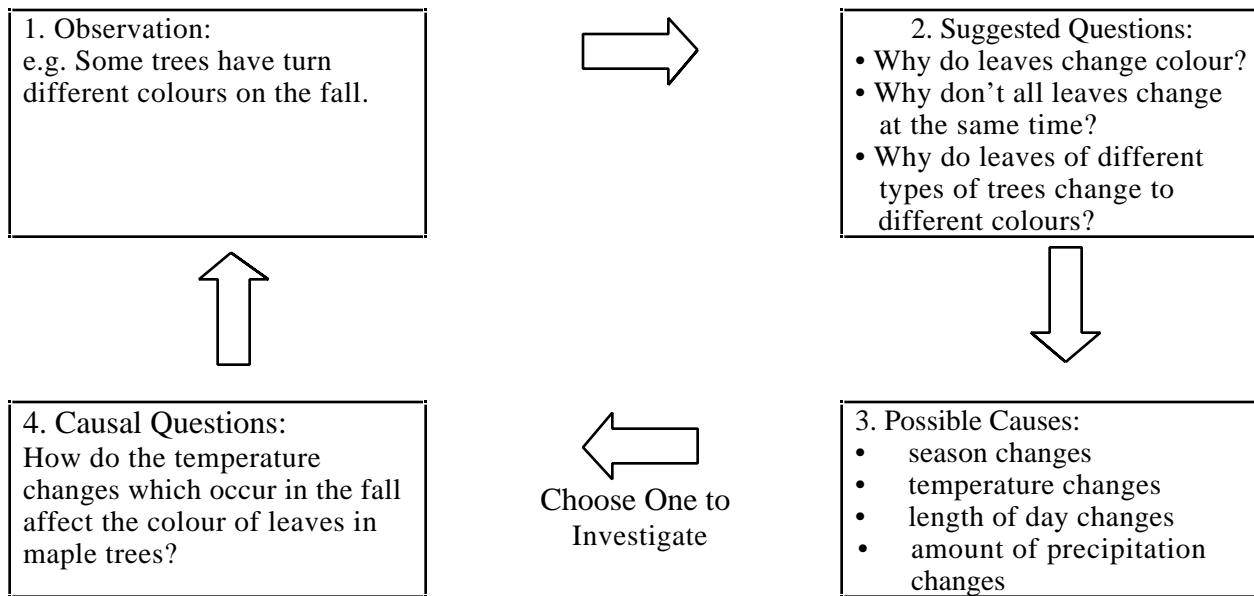 1. Observation:
e.g. Some trees have turn
different colours on the fall.
2. Suggested Questions:
• Why do leaves change colour?
• Why don't all leaves change
at the same time?
• Why do leaves of different
types of trees change to
different colours?
3. Possible Causes:
• season changes
• temperature changes
• length of day changes
• amount of precipitation
changes
Choose One to
Investigate
4. Causal Questions:
How do the temperature
changes which occur in the fall
affect the colour of leaves in
maple trees?